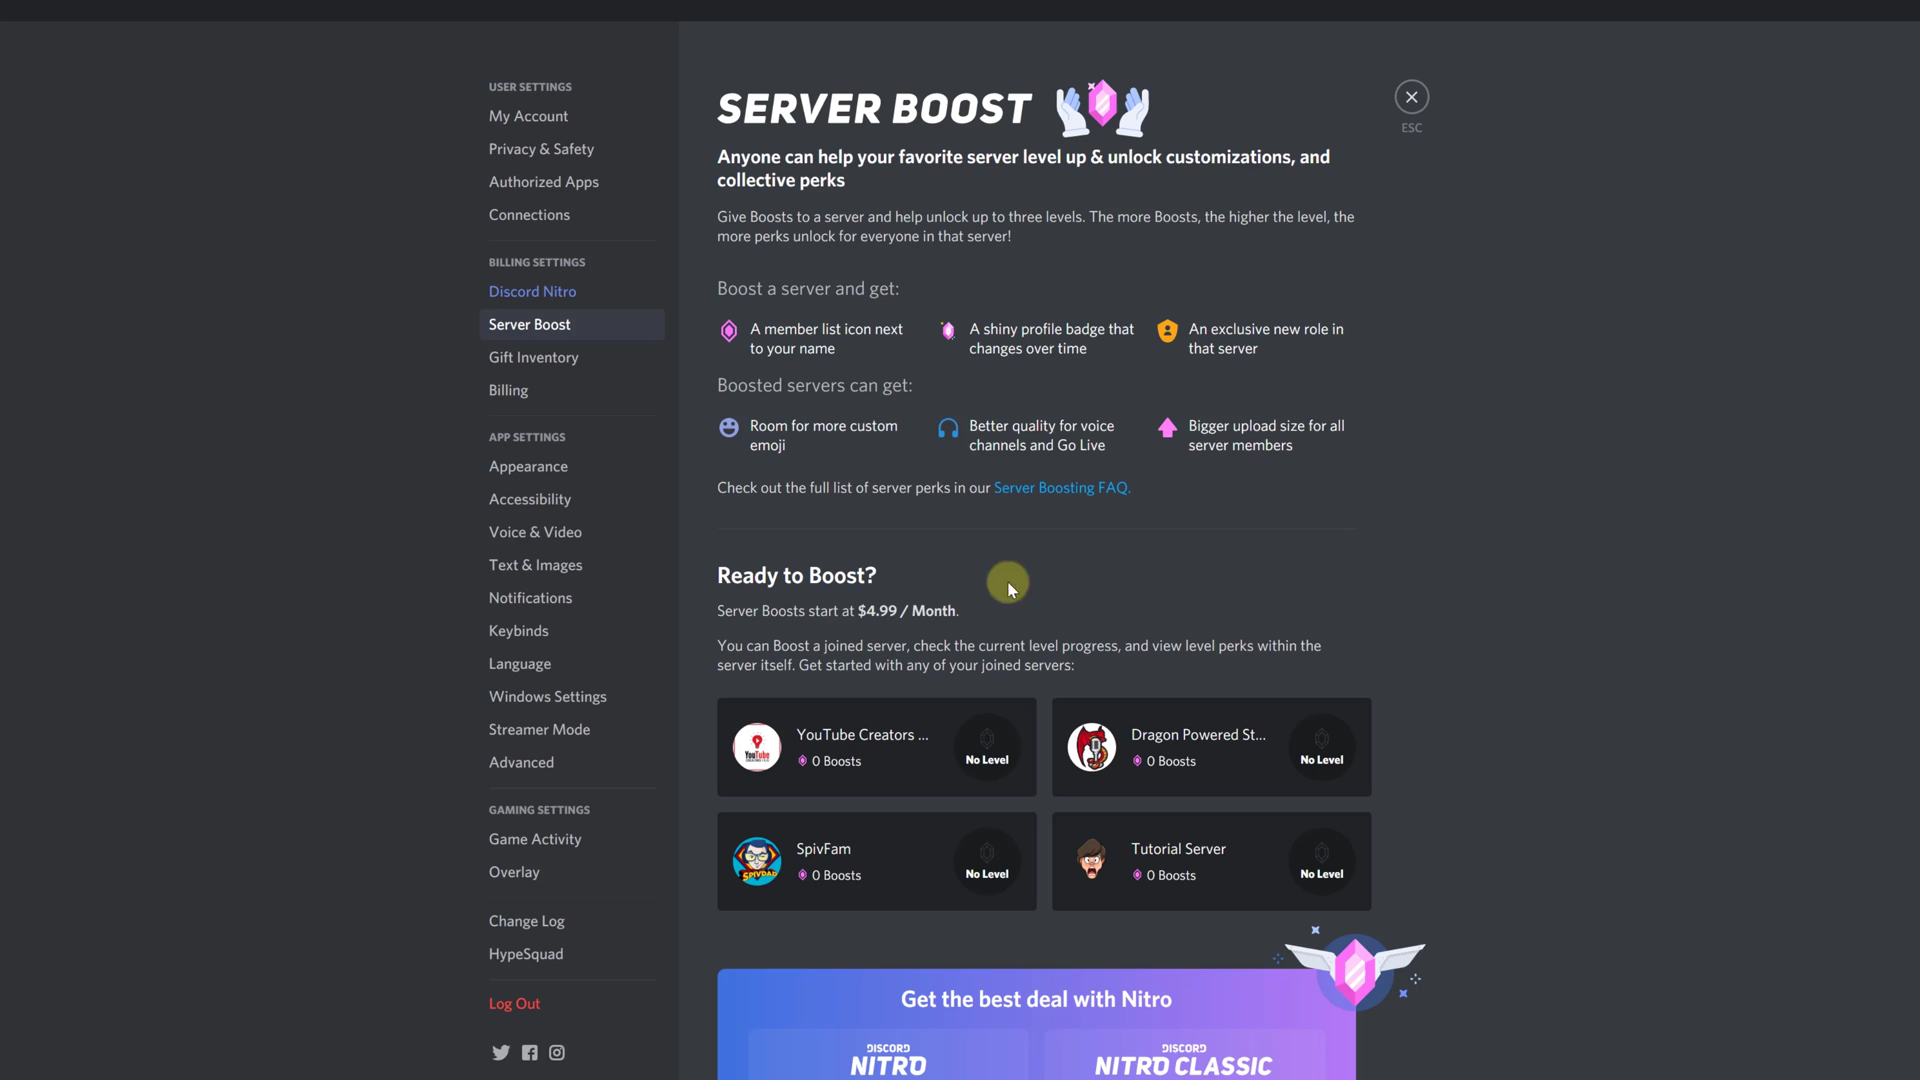 USER SETTINGS
My Account
Privacy & Safety
Authorized Apps
Connections
BILLING SETTINGS
Discord Nitro
Server Boost
Gift Inventory
Billing
APP SETTINGS
Appearance
Accessibility
Voice & Video
Text & Images
Notifications
Keybinds
Language
Windows Settings
Streamer Mode
Advanced
GAMING SETTINGS
Game Activity
Overlay
Change Log
HypeSquad
Log Out
SERVER BOOST
ESC
Anyone can help your favorite server level up & unlock customizations, and
collective perks
Give Boosts to a server and help unlock up to three levels. The more Boosts, the higher the level, the
more perks unlock for everyone in that server!
Boost a server and get:
A member list icon next
to your name
A shiny profile badge that
changes over time
An exclusive new role in
that server
Boosted servers can get:
Room for more custom
emoji
Better quality for voice
channels and Go Live
Bigger upload size for all
server members
Check out the full list of server perks in our Server Boosting FAQ.
Ready to Boost?
Server Boosts start at $4.99 / Month.
You can Boost a joined server, check the current level progress, and view level perks within the
server itself. Get started with any of your joined servers:
YouTube
YouTube Creators ...
0 Boosts
No Level
Dragon Powered St...
0 Boosts
No Level
SPIVDAD
SpivFam
0 Boosts
No Level
Tutorial Server
0 Boosts
No Level
Get the best deal with Nitro
DISCORD
NITRO
DISCORD
NITRO CLASSIC